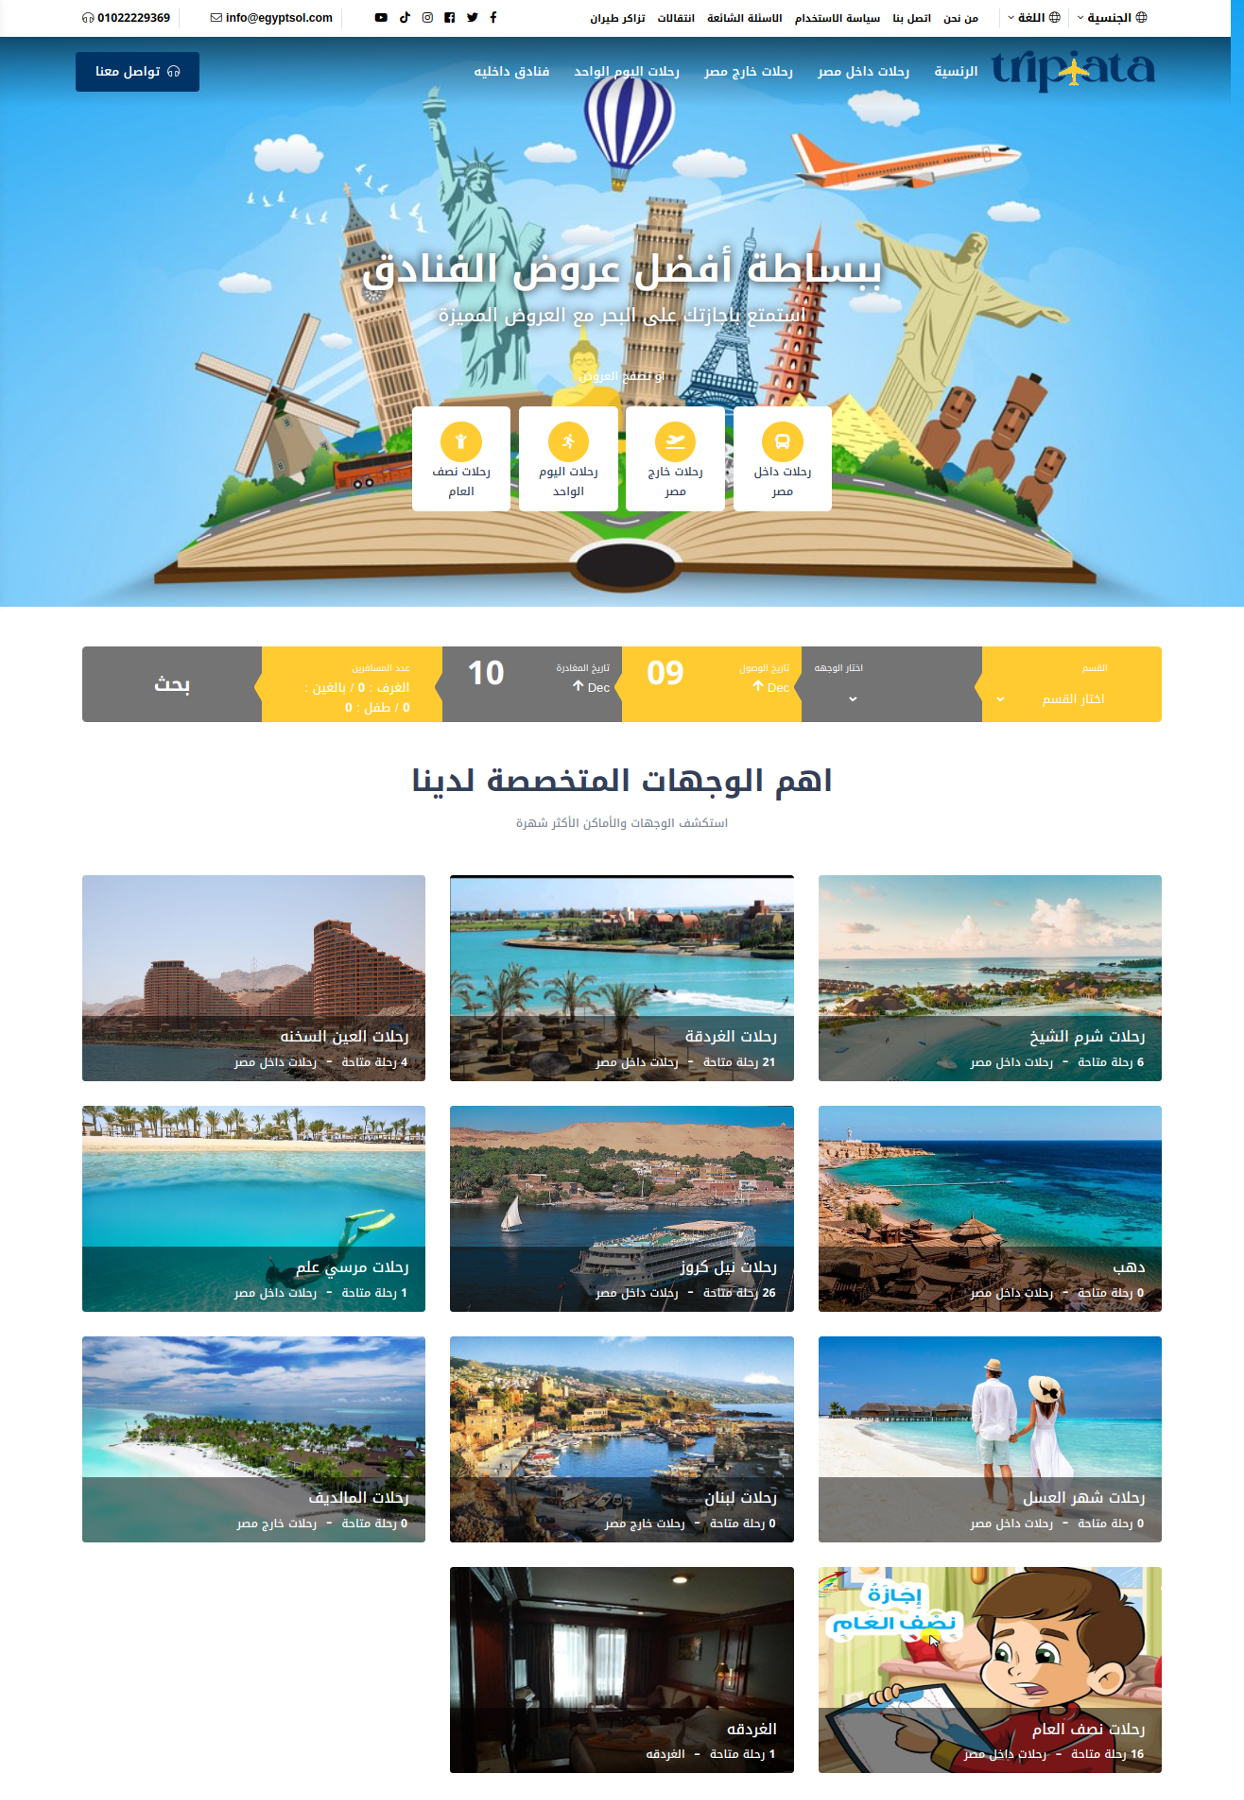 الجنسية
اللغة
من نحن
اتصل بنا
سياسة الاستخدام
الاسئلة الشائعة
انتقالات
تزاكر طيران
info@egyptsol.com
01022229369
tripiata
الرئسية
رحلات داخل مصر
رحلات خارج مصر
رحلات اليوم الواحد
فنادق داخليه
تواصل معنا
ببساطة أفضل عروض الفنادق
استمتع بإجازتك على البحر مع العروض المميزة
او تصفح العروض
رحلات داخل
مصر
رحلات خارج
مصر
رحلات اليوم
الواحد
رحلات نصف
العام
القسم
اختار القسم
اختار الوجهه
تاريخ الوصول
Dec
09
تاريخ المغادرة
Dec
10
عدد المسافرين
الغرف : 0 / بالغين :
0 / طفل : 0
بحث
اهم الوجهات المتخصصة لدينا
استكشف الوجهات والأماكن الأكثر شهرة
رحلات شرم الشيخ
6 رحلة متاحة - رحلات داخل مصر
رحلات الغردقة
21 رحلة متاحة - رحلات داخل مصر
رحلات العين السخنه
4 رحلة متاحة - رحلات داخل مصر
دهب
0 رحلة متاحة - رحلات داخل مصر
رحلات نيل كروز
26 رحلة متاحة - رحلات داخل مصر
رحلات مرسي علم
1 رحلة متاحة - رحلات داخل مصر
رحلات شهر العسل
0 رحلة متاحة - رحلات داخل مصر
رحلات لبنان
0 رحلة متاحة - رحلات خارج مصر
رحلات المالديف
0 رحلة متاحة - رحلات خارج مصر
إِجَازَةُ
نِصْفِ العَامِ
رحلات نصف العام
16 رحلة متاحة - رحلات داخل مصر
الغردقه
1 رحلة متاحة - الغردقه